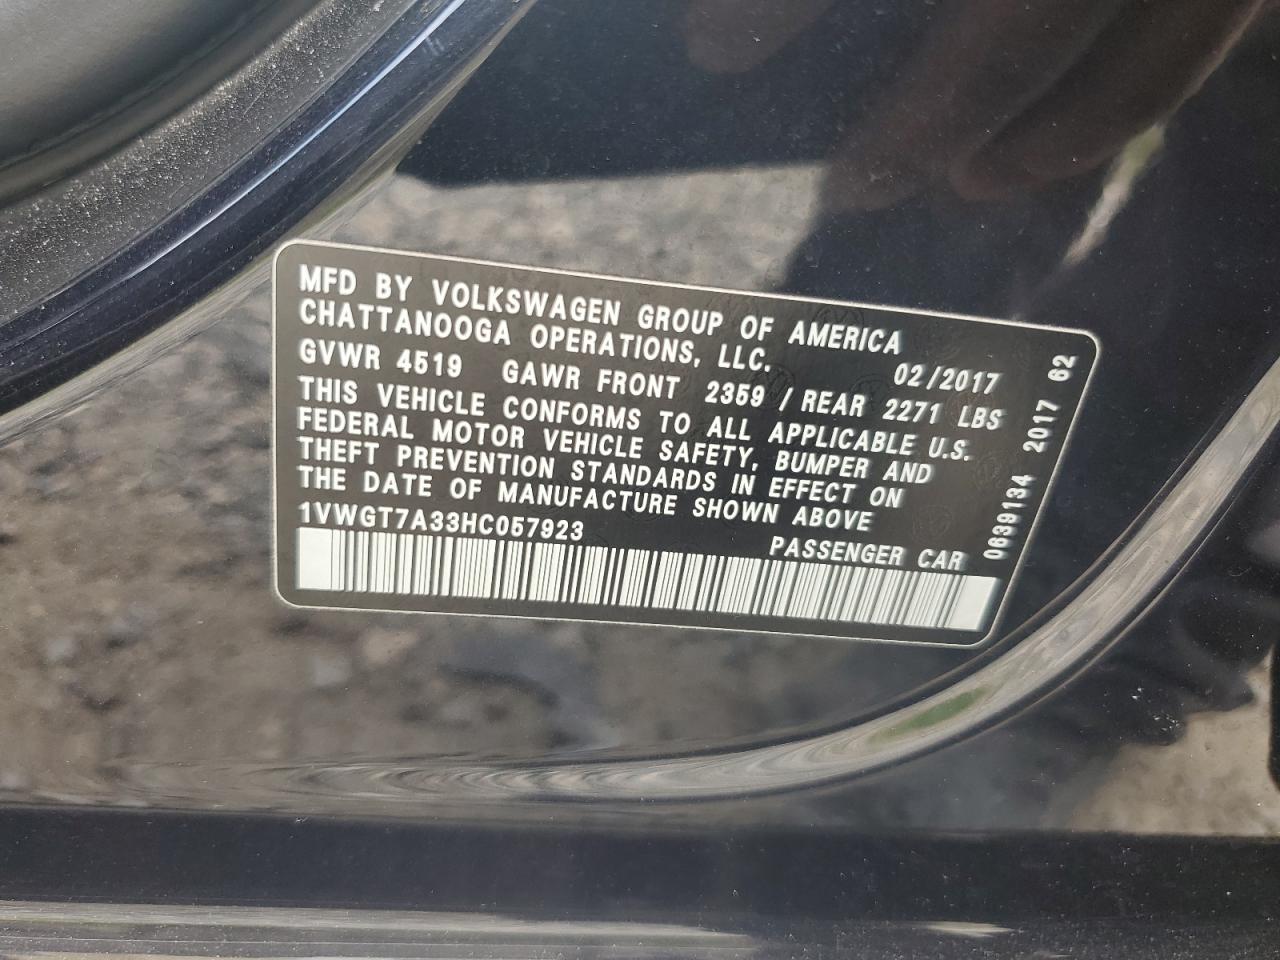 MFD BY VOLKSWAGEN GROUP OF AMERICA
CHATTANOOGA OPERATIONS, LLC. 02/2017
GVWR 4519 GAWR FRONT 2359 / REAR 2271 LBS
THIS VEHICLE CONFORMS TO ALL APPLICABLE U.S.
FEDERAL MOTOR VEHICLE SAFETY, BUMPER AND
THEFT PREVENTION STANDARDS IN EFFECT ON
THE DATE OF MANUFACTURE SHOWN ABOVE
1VWGT7A33HC057923 PASSENGER CAR
0639134 2017 62